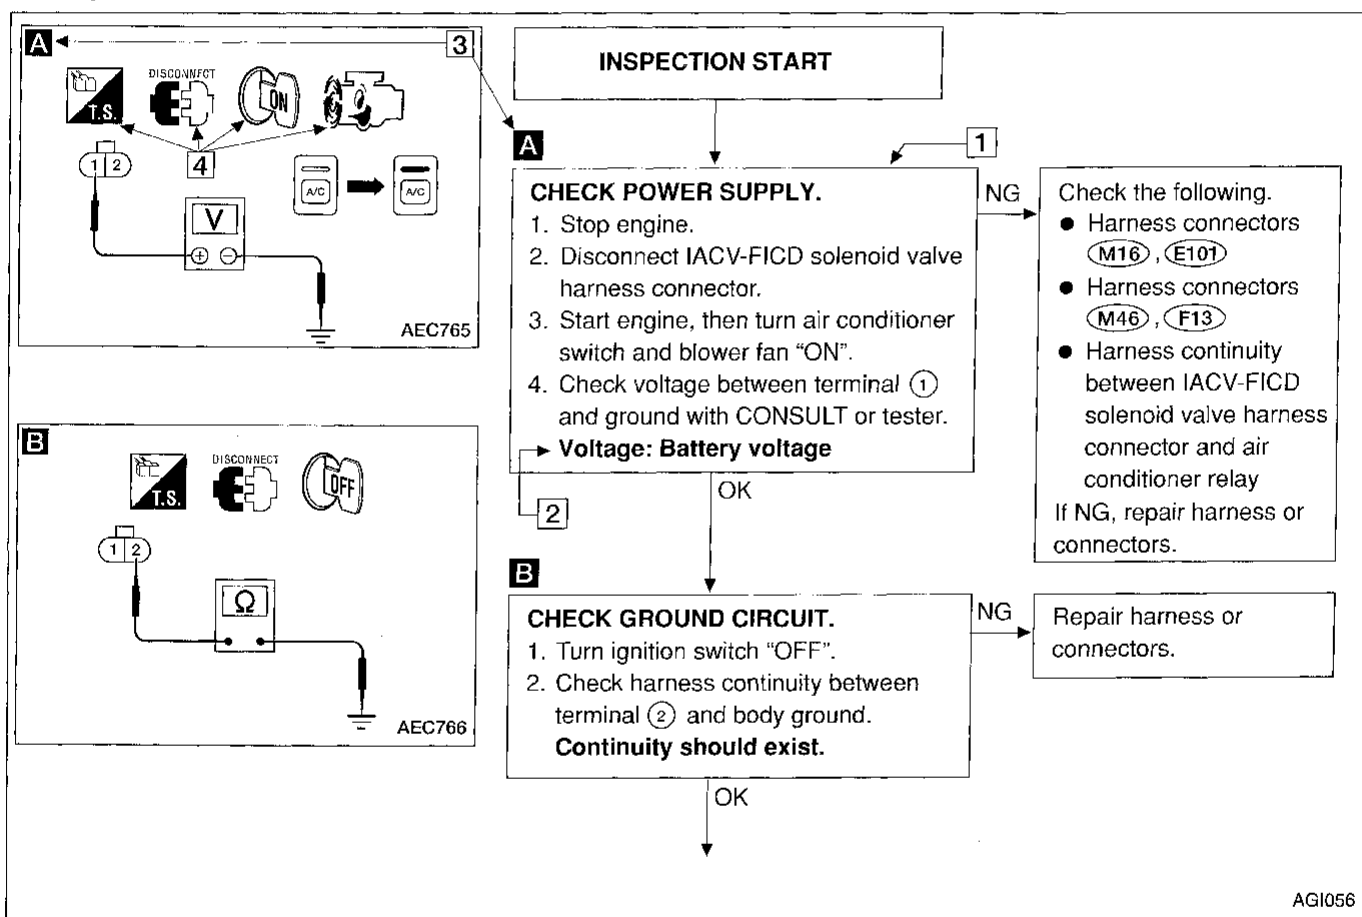 A
3
DISCONNECT
T.S.
ON
4
1 2
A/C
A/C
V
+ −
AEC765
B
DISCONNECT
T.S.
OFF
1 2
Ω
AEC766
INSPECTION START
A
1
CHECK POWER SUPPLY.
1. Stop engine.
2. Disconnect IACV-FICD solenoid valve
harness connector.
3. Start engine, then turn air conditioner
switch and blower fan “ON”.
4. Check voltage between terminal ①
and ground with CONSULT or tester.
Voltage: Battery voltage
2
OK
NG
Check the following.
● Harness connectors
M16, E101
● Harness connectors
M46, F13
● Harness continuity
between IACV-FICD
solenoid valve harness
connector and air
conditioner relay
If NG, repair harness or
connectors.
B
CHECK GROUND CIRCUIT.
1. Turn ignition switch “OFF”.
2. Check harness continuity between
terminal ② and body ground.
Continuity should exist.
OK
NG
Repair harness or
connectors.
AGI056